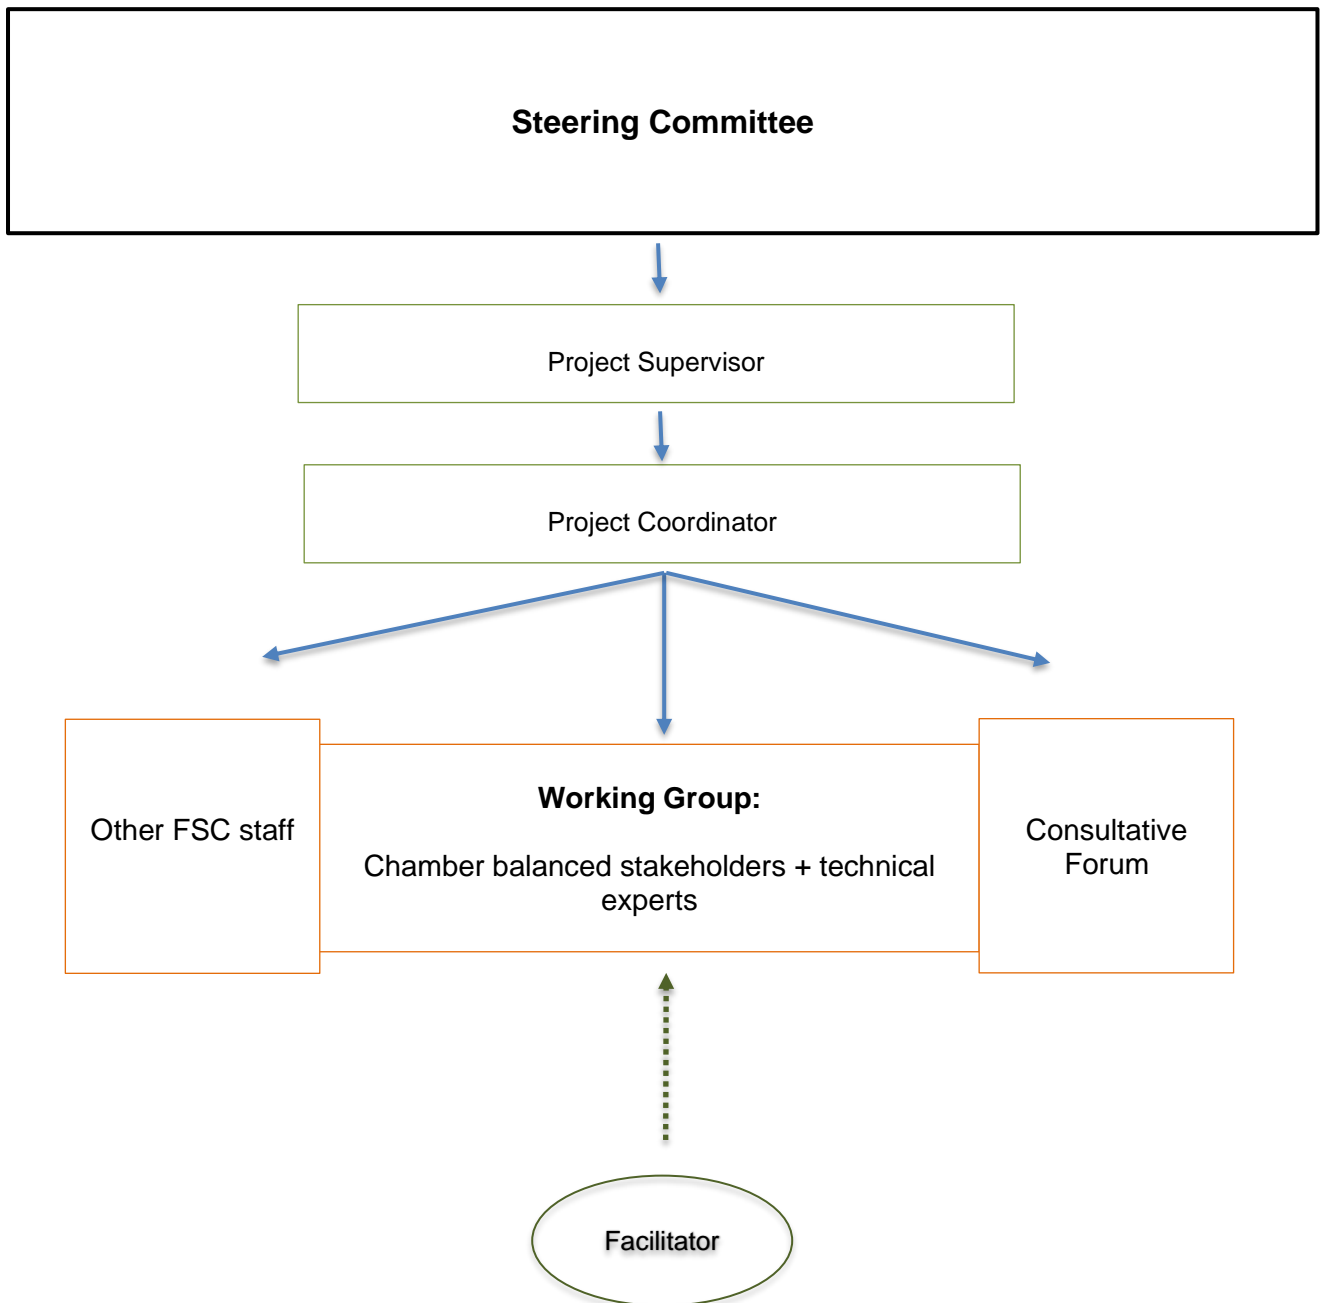 Steering Committee
Project Supervisor
Project Coordinator
Other FSC staff
Working Group:
Chamber balanced stakeholders + technical
experts
Consultative
Forum
Facilitator